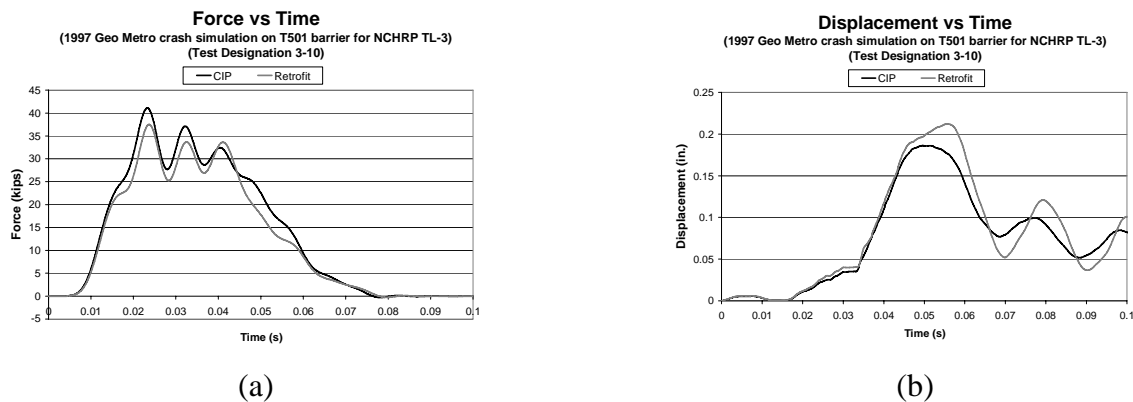 Force vs Time
(1997 Geo Metro crash simulation on T501 barrier for NCHRP TL-3)
(Test Designation 3-10)
CIP Retrofit
45
40
35
30
25
20
15
10
5
0
-5
Force (kips)
0 0.01 0.02 0.03 0.04 0.05 0.06 0.07 0.08 0.09 0.1
Time (s)
(a)
Displacement vs Time
(1997 Geo Metro crash simulation on T501 barrier for NCHRP TL-3)
(Test Designation 3-10)
CIP Retrofit
0.25
0.2
0.15
0.1
0.05
0
Displacement (in.)
0 0.01 0.02 0.03 0.04 0.05 0.06 0.07 0.08 0.09 0.1
Time (s)
(b)